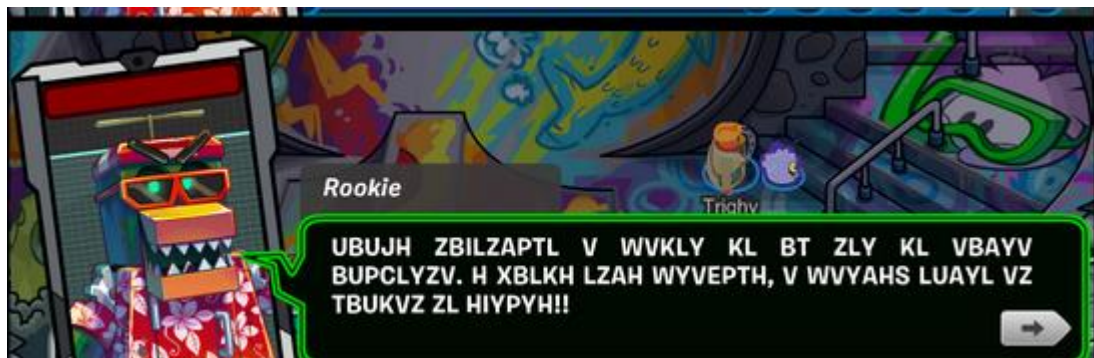 Rookie
Trighy
UBUJH ZBILZAPTL V WVKLY KL BT ZLY KL VBAYV
BUPCLYZV. H XBLKH LZAH WYVEPTH, V WVYAHS LUAYL VZ
TBUKVZ ZL HIYPYH!!